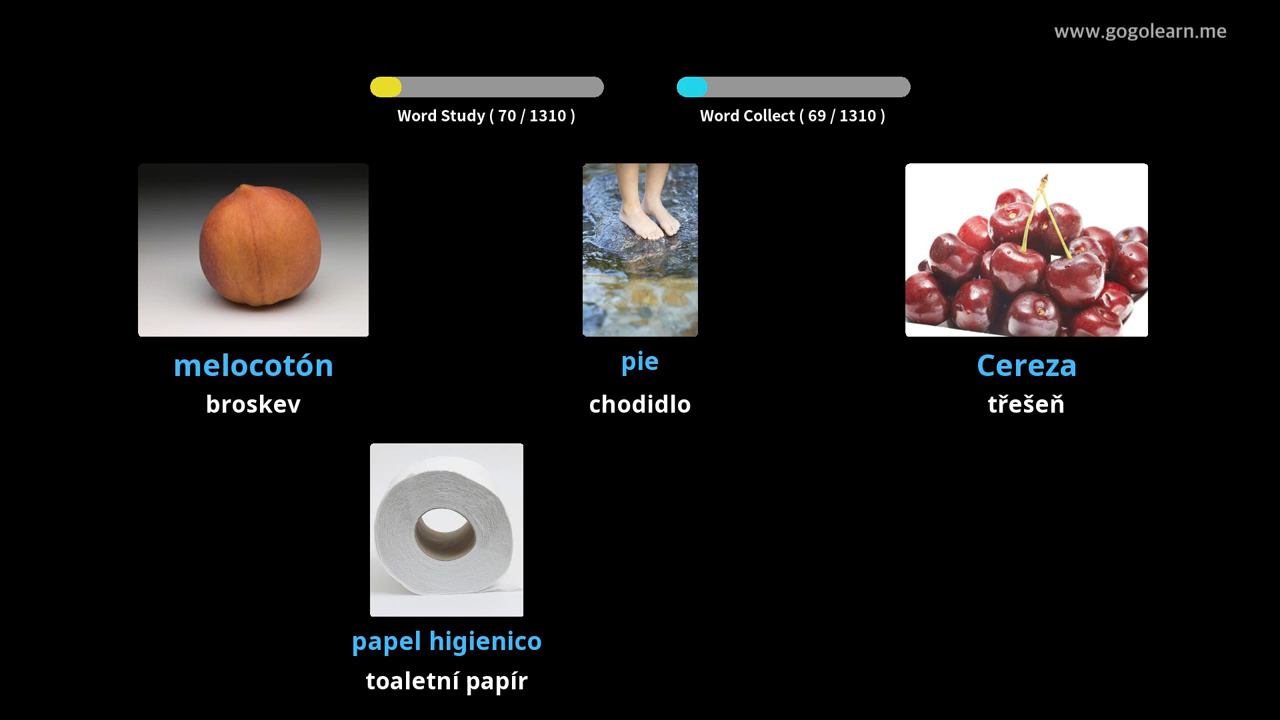 www.gogolearn.me
Word Study ( 70 / 1310 )
Word Collect ( 69 / 1310 )
melocotón
broskev
pie
chodidlo
Cereza
třešeň
papel higienico
toaletní papír